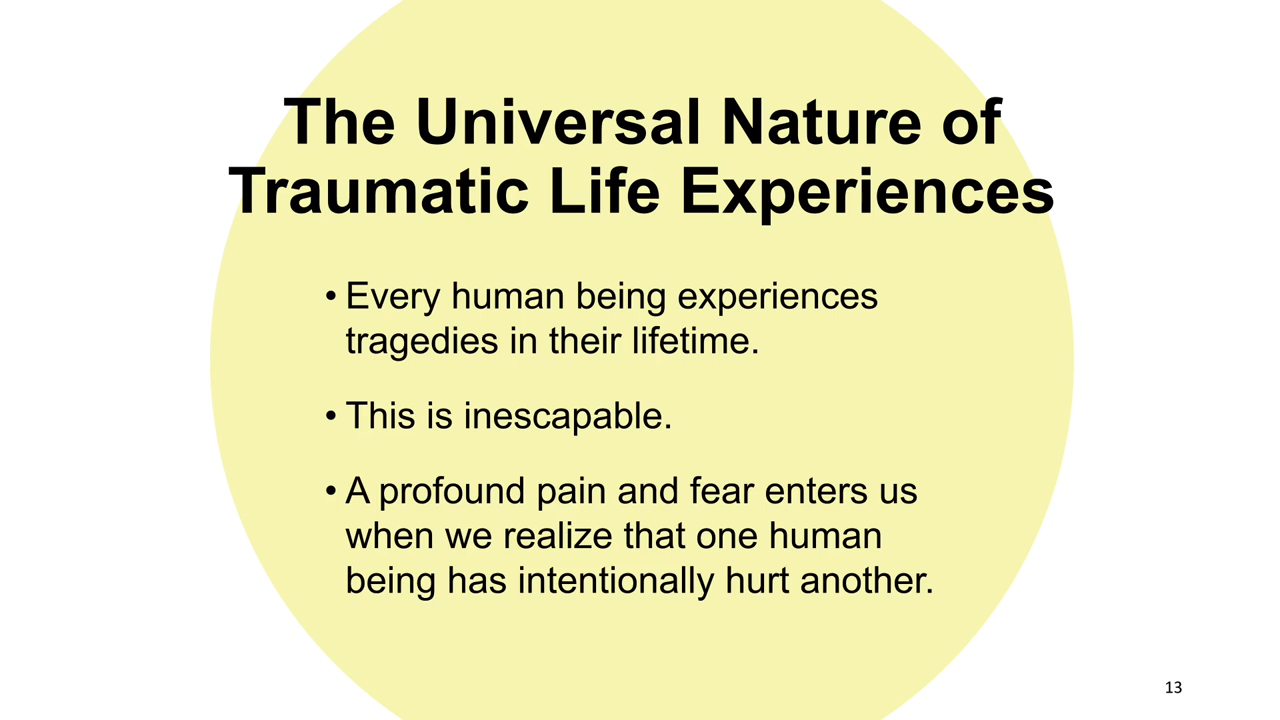 The Universal Nature of
Traumatic Life Experiences
• Every human being experiences
tragedies in their lifetime.
• This is inescapable.
• A profound pain and fear enters us
when we realize that one human
being has intentionally hurt another.
13